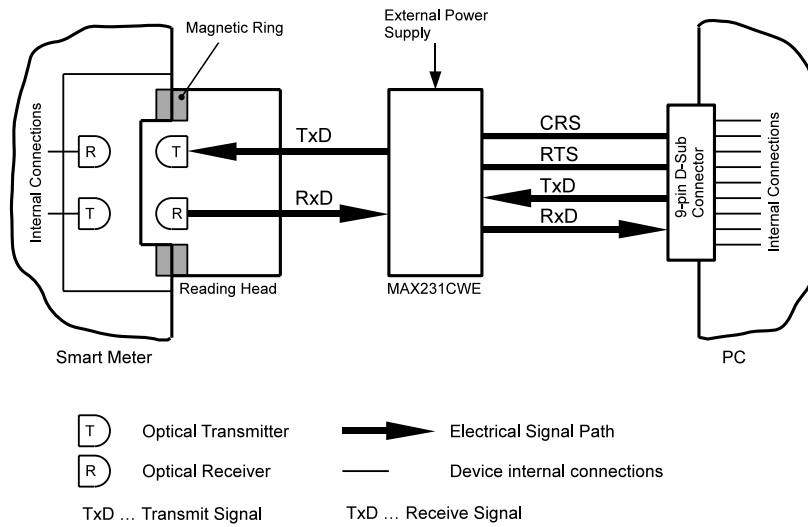 External Power
Supply
Magnetic Ring
Internal Connections
R
T
T
R
TxD
RxD
CRS
RTS
TxD
RxD
9-pin D-Sub
Connector
Internal Connections
Reading Head
MAX231CWE
Smart Meter
PC
T
Optical Transmitter
Electrical Signal Path
R
Optical Receiver
Device internal connections
TxD ... Transmit Signal
TxD ... Receive Signal